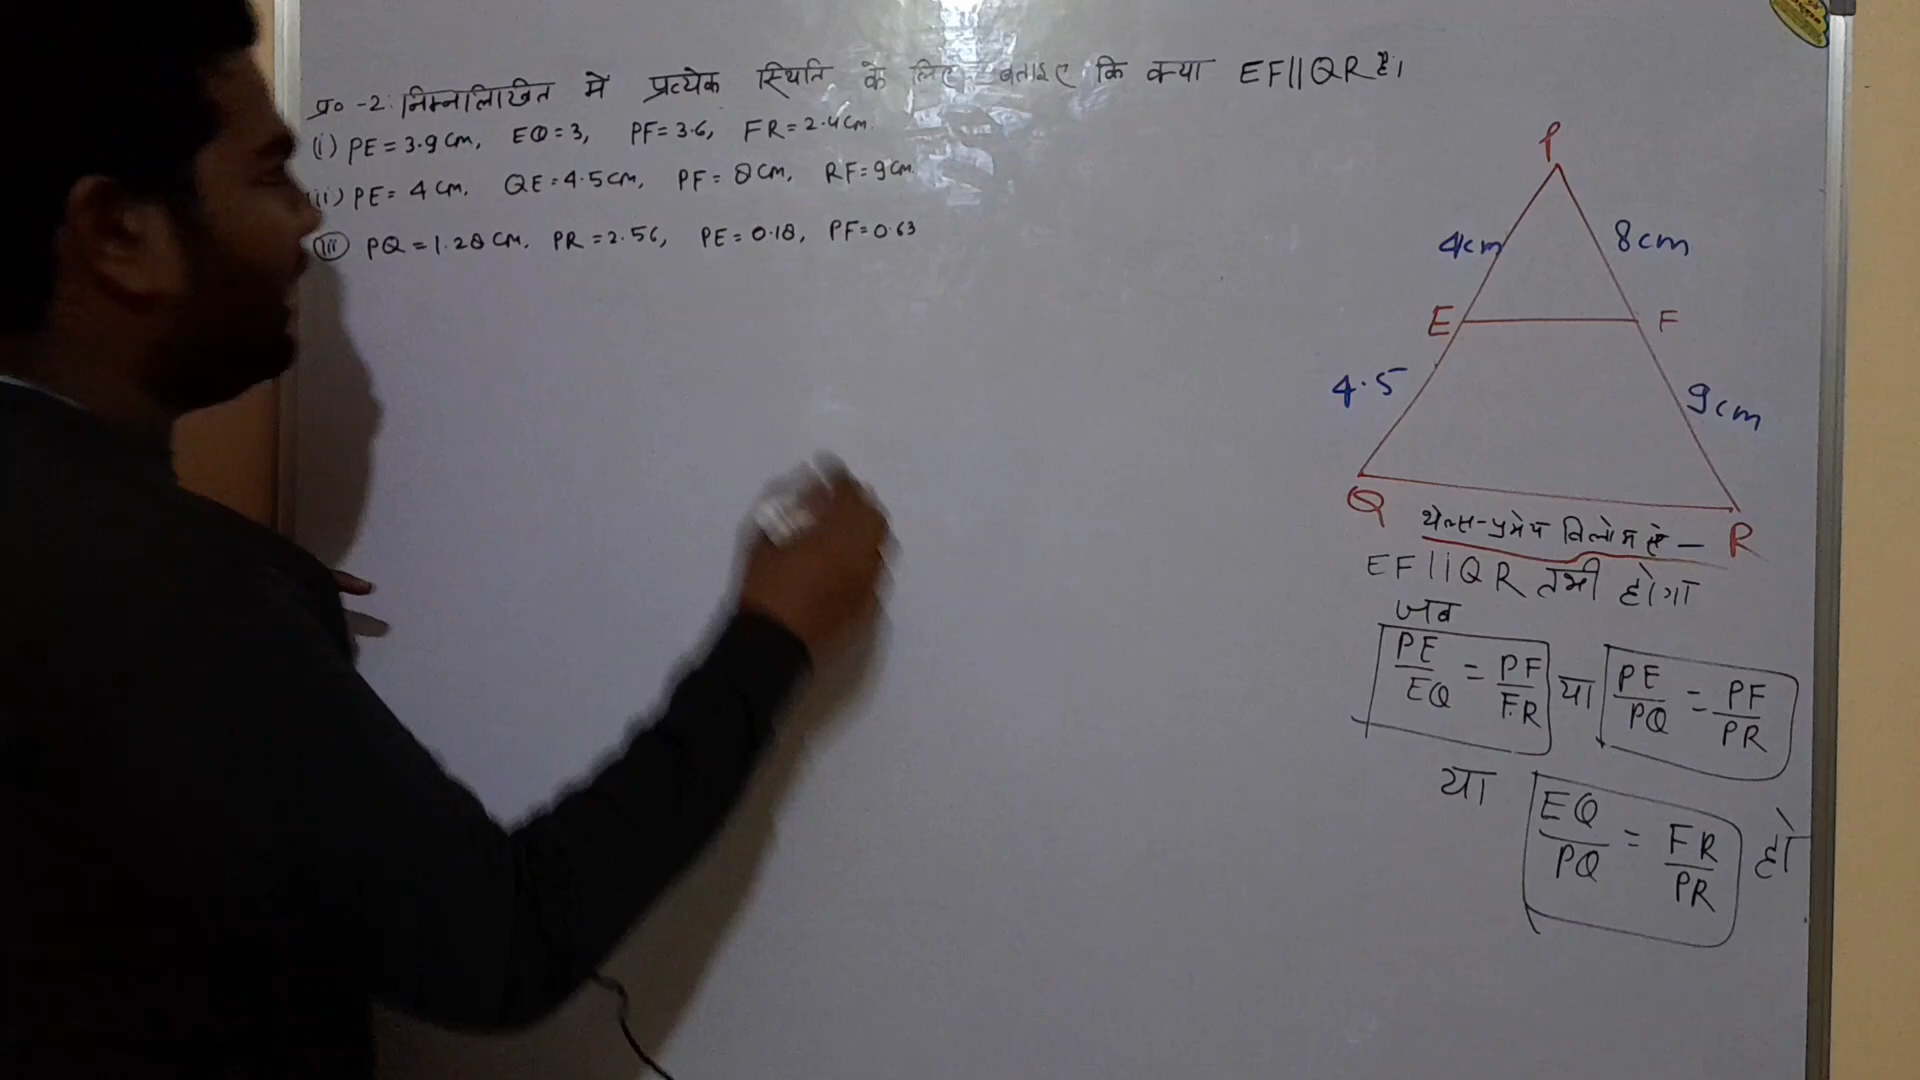 प्र० -2: निम्नलिखित मे प्रत्येक स्थिति के लिए बताइए कि क्या EF||QR है।
(i) PE = 3.9 cm, EQ = 3, PF = 3.6, FR = 2.4 cm.
ii) PE = 4 cm, QE = 4.5 cm, PF = 8 cm, RF = 9 cm.
(iii) PQ = 1.28 cm, PR = 2.56, PE = 0.18, PF = 0.63
P
4cm 8cm
E F
4.5 9cm
Q R
थेल्स-प्रमेय विलोम से —
EF||QR तभी होगा
जब
PE/EQ = PF/FR या PE/PQ = PF/PR
या EQ/PQ = FR/PR हो